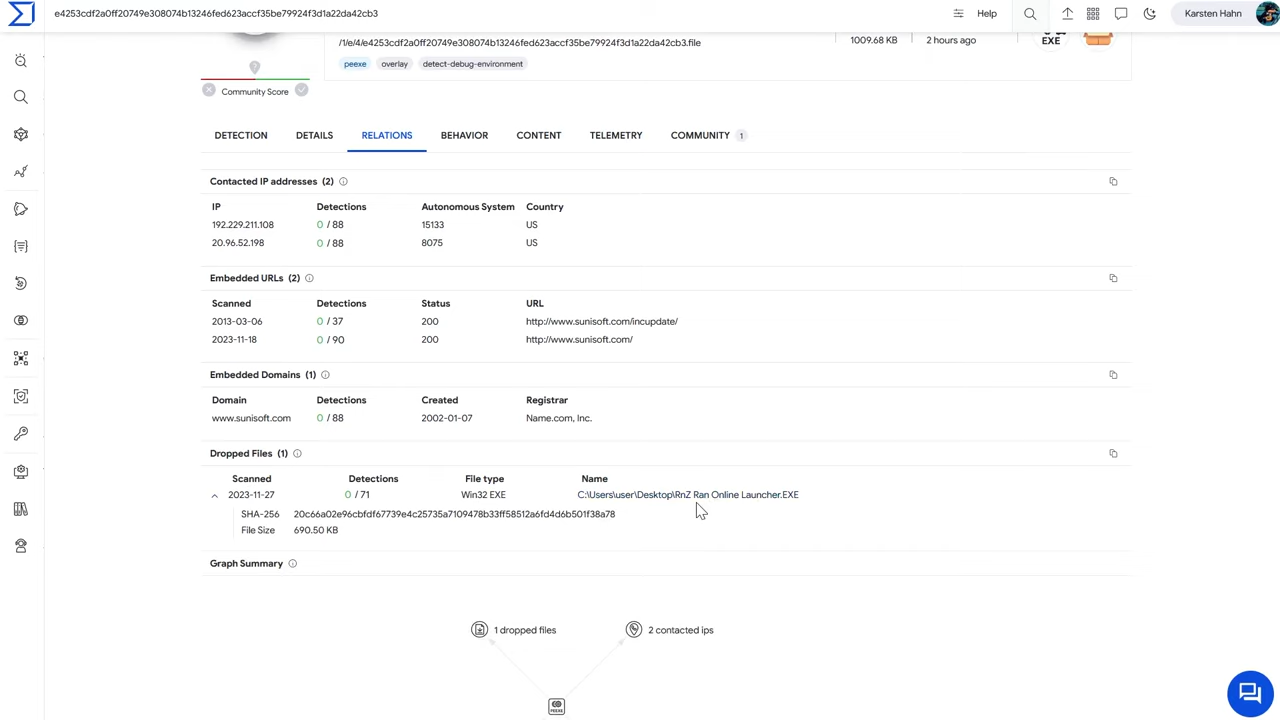 e4253cdf2a0ff20749e308074b13246fed623accf35be79924f3d1a22da42cb3
Help
Karsten Hahn
/1/e/4/e4253cdf2a0ff20749e308074b13246fed623accf35be79924f3d1a22da42cb3.file
1009.68 KB
2 hours ago
EXE
peexe
overlay
detect-debug-environment
?
Community Score
DETECTION
DETAILS
RELATIONS
BEHAVIOR
CONTENT
TELEMETRY
COMMUNITY 1
Contacted IP addresses (2)
IP Detections Autonomous System Country
192.229.211.108 0 / 88 15133 US
20.96.52.198 0 / 88 8075 US
Embedded URLs (2)
Scanned Detections Status URL
2013-03-06 0 / 37 200 http://www.sunisoft.com/incupdate/
2023-11-18 0 / 90 200 http://www.sunisoft.com/
Embedded Domains (1)
Domain Detections Created Registrar
www.sunisoft.com 0 / 88 2002-01-07 Name.com, Inc.
Dropped Files (1)
Scanned Detections File type Name
2023-11-27 0 / 71 Win32 EXE C:\Users\user\Desktop\RnZ Ran Online Launcher.EXE
SHA-256 20c66a02e96cbfdf67739e4c25735a7109478b33ff58512a6fd4d6b501f38a78
File Size 690.50 KB
Graph Summary
1 dropped files
2 contacted ips